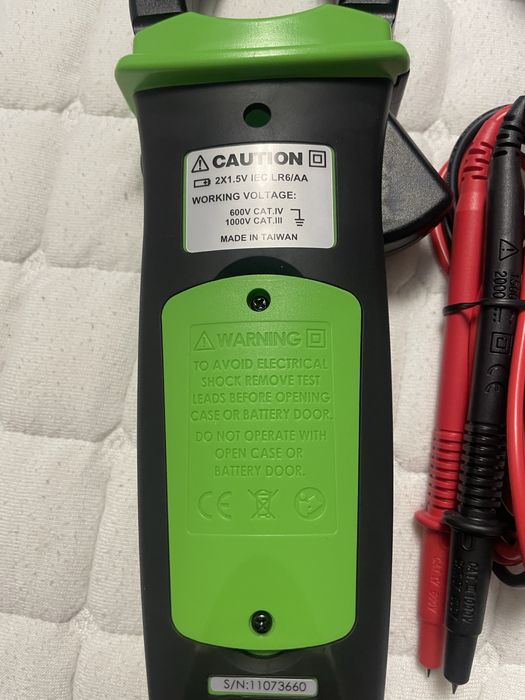 CAUTION
2X1.5V IEC LR6/AA
WORKING VOLTAGE:
600V CAT.IV
1000V CAT.III
MADE IN TAIWAN
WARNING
TO AVOID ELECTRICAL
SHOCK REMOVE TEST
LEADS BEFORE OPENING
CASE OR BATTERY DOOR.
DO NOT OPERATE WITH
OPEN CASE OR
BATTERY DOOR.
CE
S/N:11073660
CE